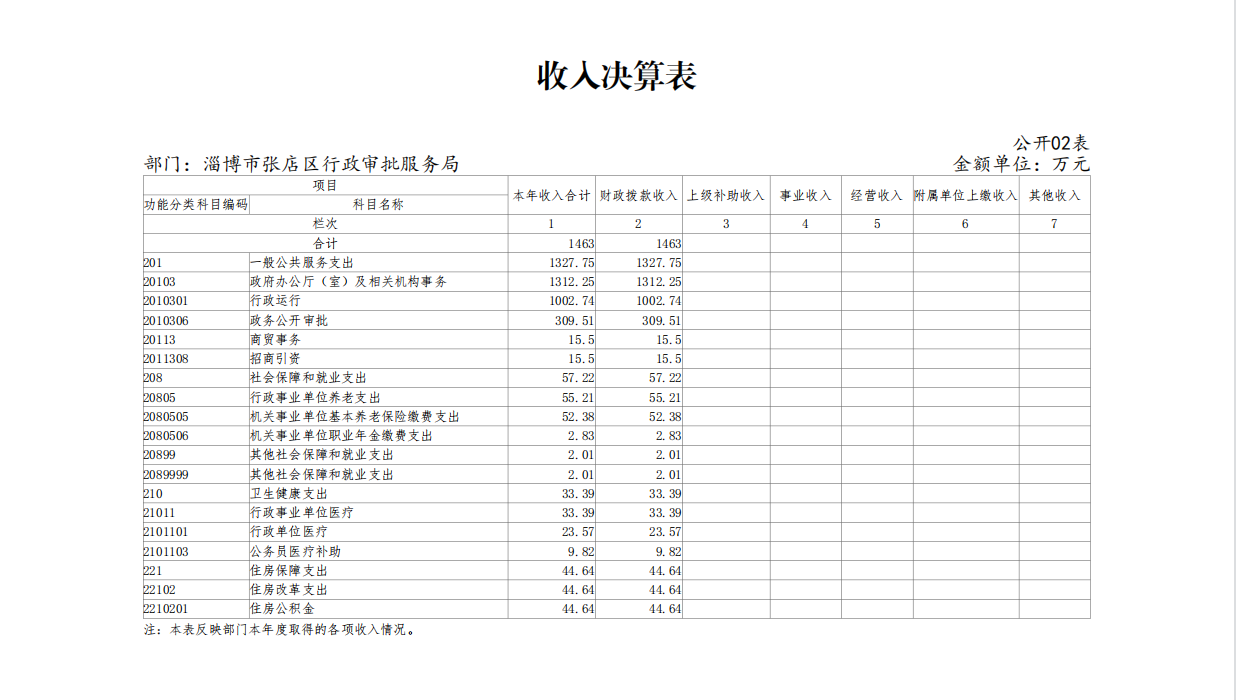 收入决算表
公开02表
部门：淄博市张店区行政审批服务局 金额单位：万元
项目 本年收入合计 财政拨款收入 上级补助收入 事业收入 经营收入 附属单位上缴收入 其他收入
功能分类科目编码 科目名称
栏次 1 2 3 4 5 6 7
合计 1463 1463
201 一般公共服务支出 1327.75 1327.75
20103 政府办公厅（室）及相关机构事务 1312.25 1312.25
2010301 行政运行 1002.74 1002.74
2010306 政务公开审批 309.51 309.51
20113 商贸事务 15.5 15.5
2011308 招商引资 15.5 15.5
208 社会保障和就业支出 57.22 57.22
20805 行政事业单位养老支出 55.21 55.21
2080505 机关事业单位基本养老保险缴费支出 52.38 52.38
2080506 机关事业单位职业年金缴费支出 2.83 2.83
20899 其他社会保障和就业支出 2.01 2.01
2089999 其他社会保障和就业支出 2.01 2.01
210 卫生健康支出 33.39 33.39
21011 行政事业单位医疗 33.39 33.39
2101101 行政单位医疗 23.57 23.57
2101103 公务员医疗补助 9.82 9.82
221 住房保障支出 44.64 44.64
22102 住房改革支出 44.64 44.64
2210201 住房公积金 44.64 44.64
注：本表反映部门本年度取得的各项收入情况。